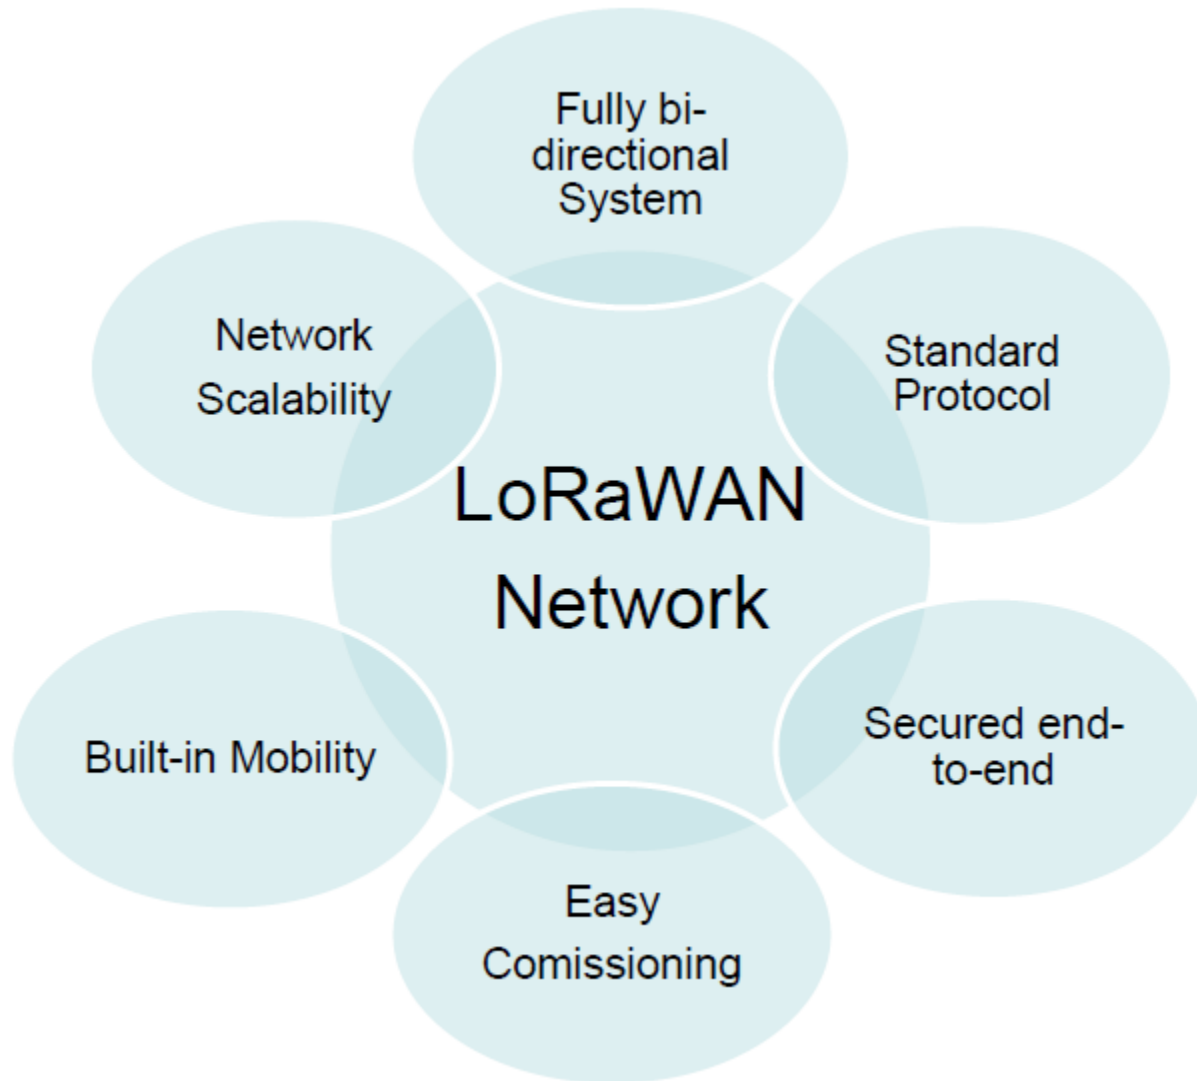 Fully bi-
directional
System
Network
Scalability
Standard
Protocol
LoRaWAN
Network
Built-in Mobility
Secured end-
to-end
Easy
Comissioning